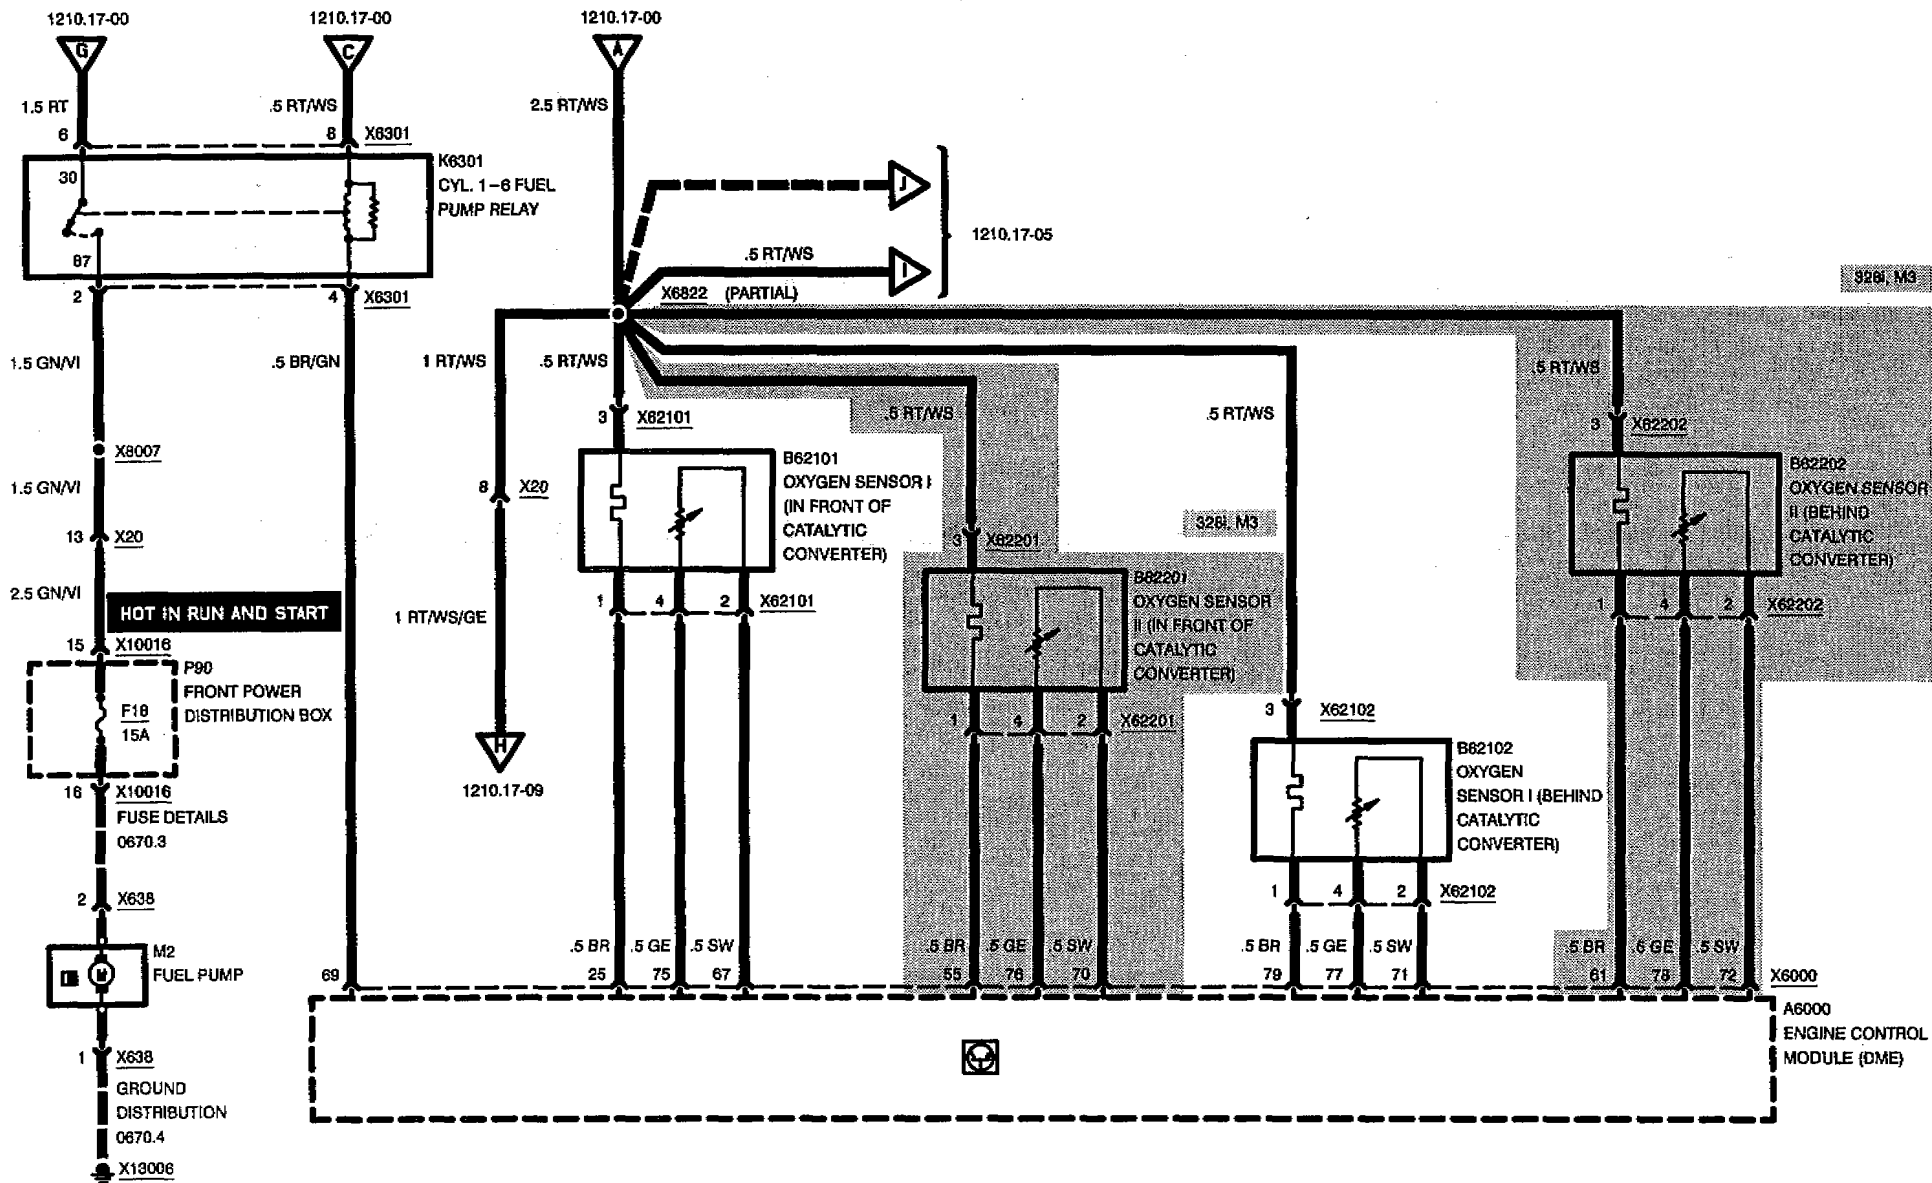 1210.17-00
1210.17-00
1210.17-00
G
C
A
1.5 RT
.5 RT/WS
2.5 RT/WS
6
8
X6301
K6301
CYL. 1-6 FUEL
PUMP RELAY
30
87
2
4
X6301
J
I
.5 RT/WS
1210.17-05
X6822 (PARTIAL)
328i, M3
1.5 GN/VI
.5 BR/GN
1 RT/WS
.5 RT/WS
.5 RT/WS
.5 RT/WS
.5 RT/WS
X8007
1.5 GN/VI
13
X20
2.5 GN/VI
HOT IN RUN AND START
15
X10016
P90
FRONT POWER
DISTRIBUTION BOX
F18
15A
16
X10016
FUSE DETAILS
0670.3
2
X638
M2
FUEL PUMP
M
1
X638
GROUND
DISTRIBUTION
0670.4
X13006
8
X20
1 RT/WS/GE
H
1210.17-09
3
X62101
B62101
OXYGEN SENSOR I
(IN FRONT OF
CATALYTIC
CONVERTER)
1
4
2
X62101
3
X62201
B62201
OXYGEN SENSOR
II (IN FRONT OF
CATALYTIC
CONVERTER)
1
4
2
X62201
328i, M3
3
X62102
B62102
OXYGEN
SENSOR I (BEHIND
CATALYTIC
CONVERTER)
1
4
2
X62102
3
X62202
B62202
OXYGEN SENSOR
II (BEHIND
CATALYTIC
CONVERTER)
1
4
2
X62202
.5 BR
.5 GE
.5 SW
.5 BR
.5 GE
.5 SW
.5 BR
.5 GE
.5 SW
.5 BR
.5 GE
.5 SW
69
25
75
67
55
76
70
79
77
71
61
78
72
X6000
A6000
ENGINE CONTROL
MODULE (DME)